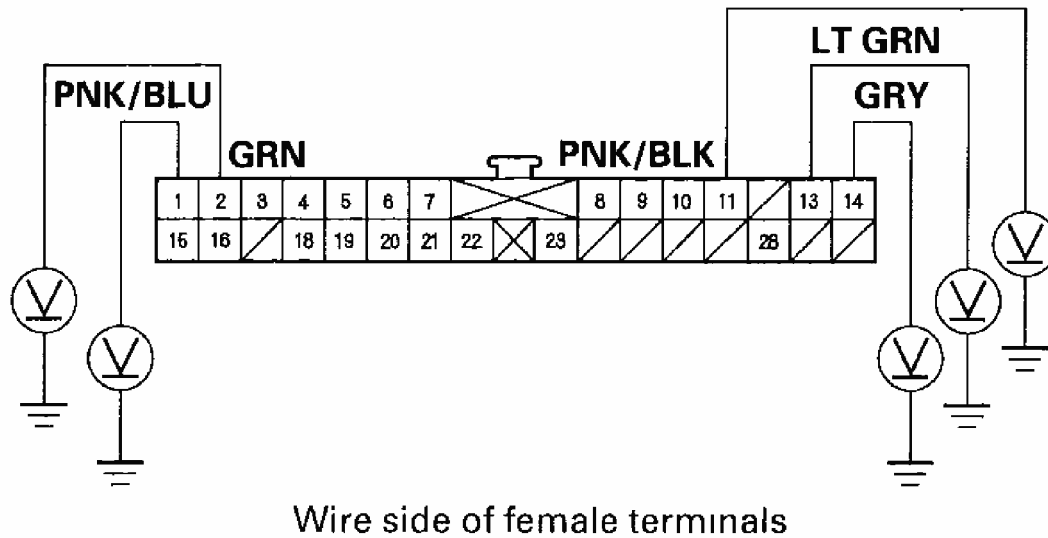 LT GRN
PNK/BLU GRY
GRN PNK/BLK
1 2 3 4 5 6 7 8 9 10 11 13 14
15 16 18 19 20 21 22 23 26
V V V V V
Wire side of female terminals